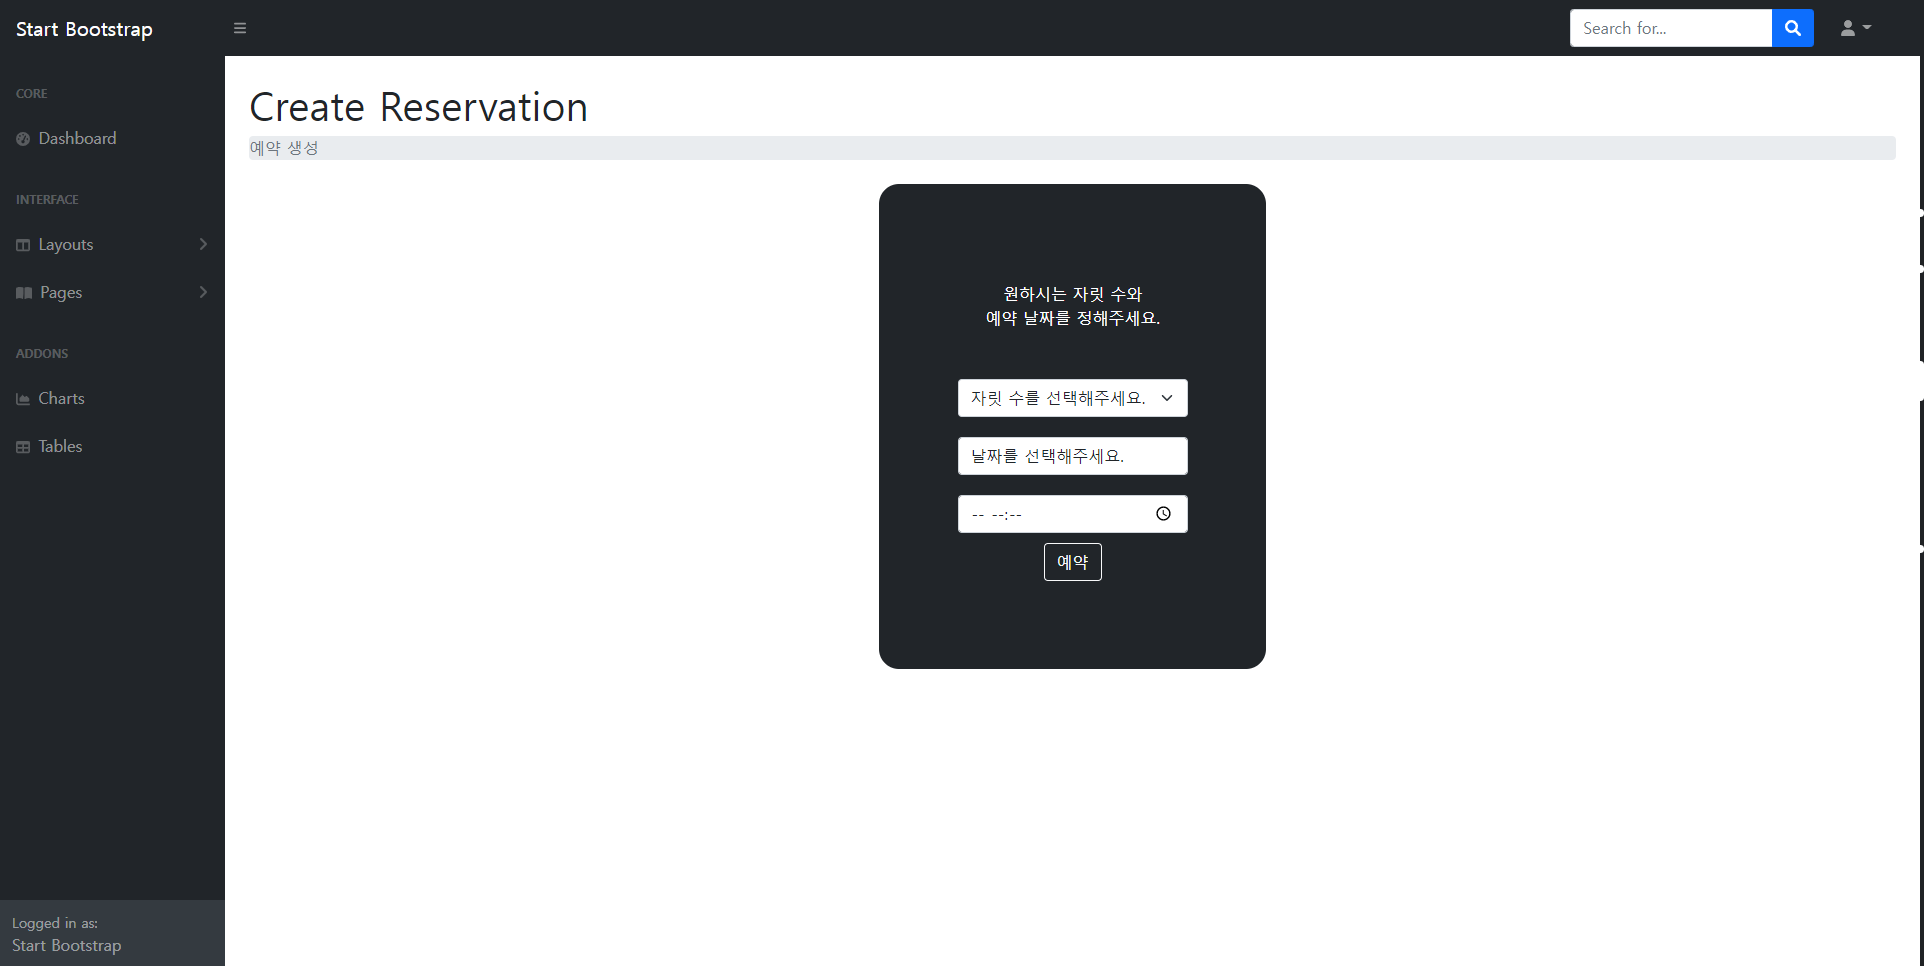 Start Bootstrap
Search for...
CORE
Dashboard
INTERFACE
Layouts
Pages
ADDONS
Charts
Tables
Logged in as:
Start Bootstrap
Create Reservation
예약 생성
원하시는 자릿 수와
예약 날짜를 정해주세요.
자릿 수를 선택해주세요.
날짜를 선택해주세요.
-- --:--
예약